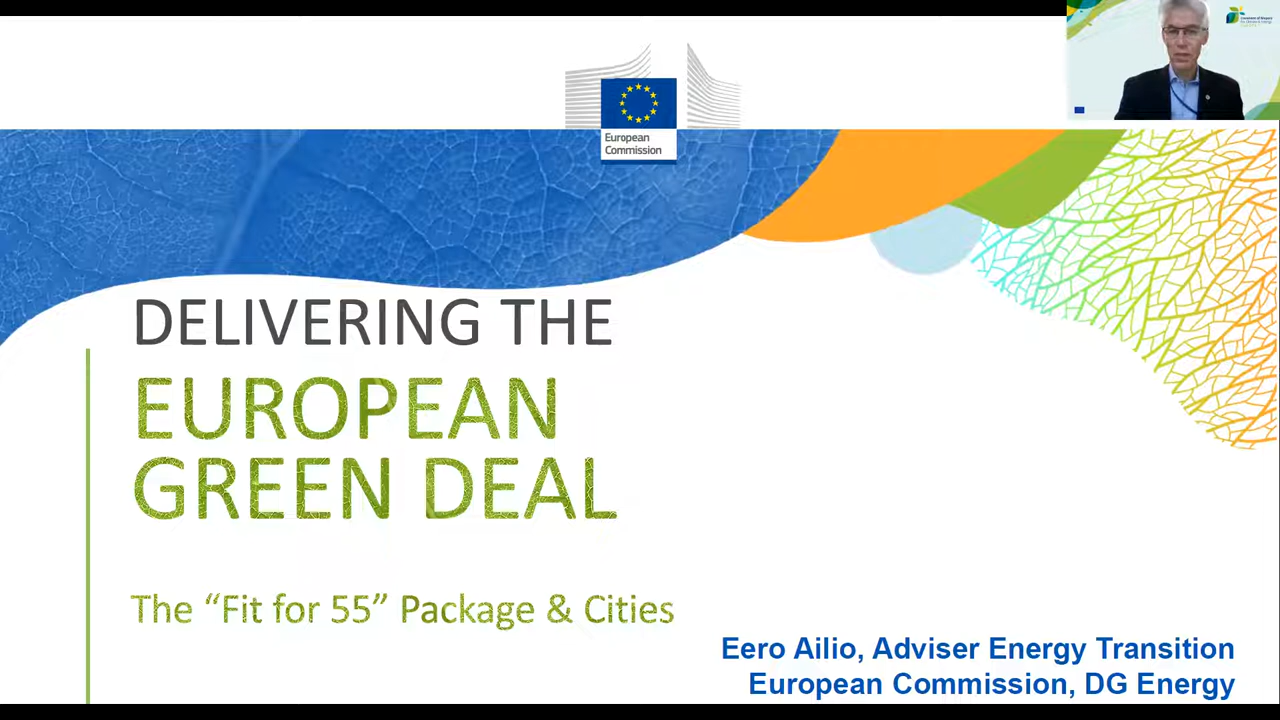 European
Commission
DELIVERING THE
EUROPEAN
GREEN DEAL
The “Fit for 55” Package & Cities
Eero Ailio, Adviser Energy Transition
European Commission, DG Energy